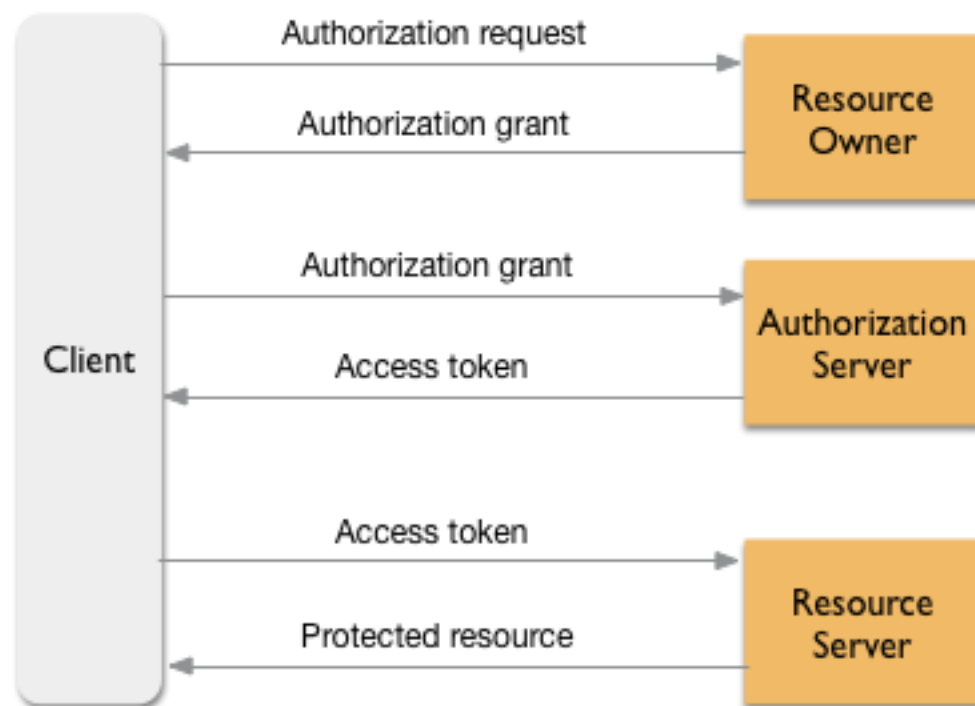 Authorization request
Resource
Owner
Authorization grant
Authorization grant
Authorization
Server
Client
Access token
Access token
Resource
Server
Protected resource